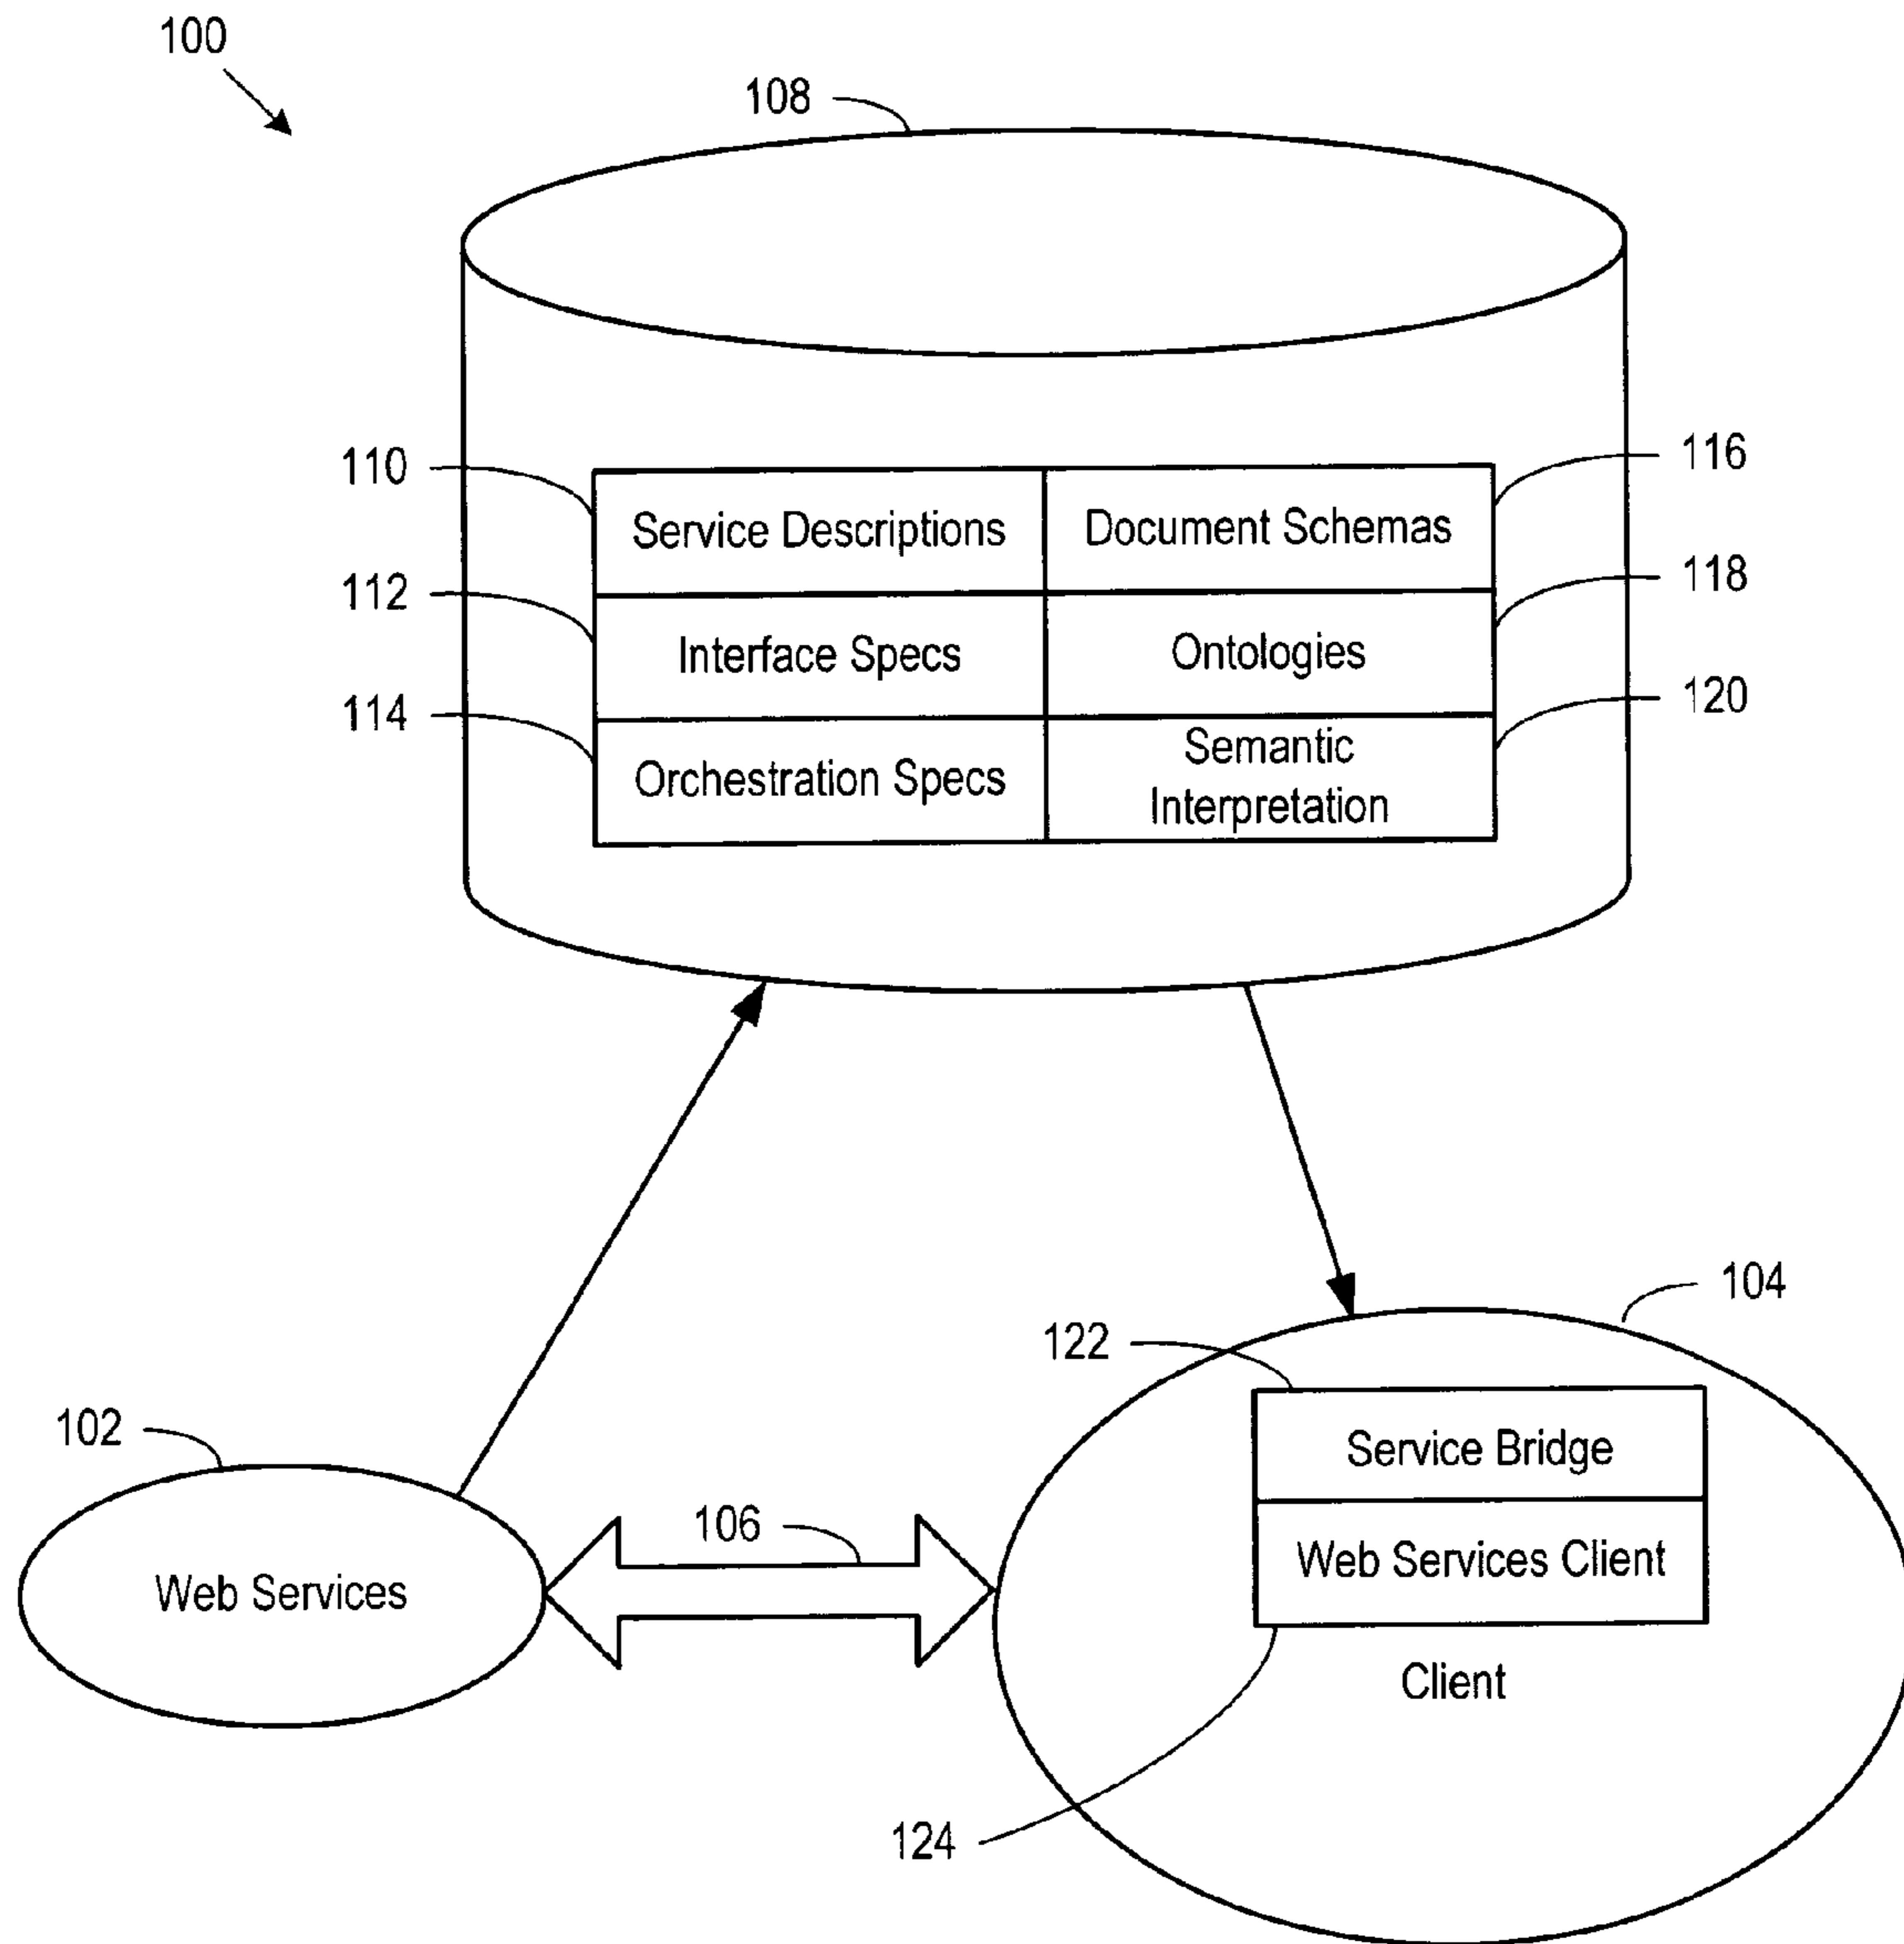 100
108
110
Service Descriptions
Document Schemas
116
112
Interface Specs
Ontologies
118
114
Orchestration Specs
Semantic
Interpretation
120
104
122
Service Bridge
102
Web Services
106
Web Services Client
Client
124